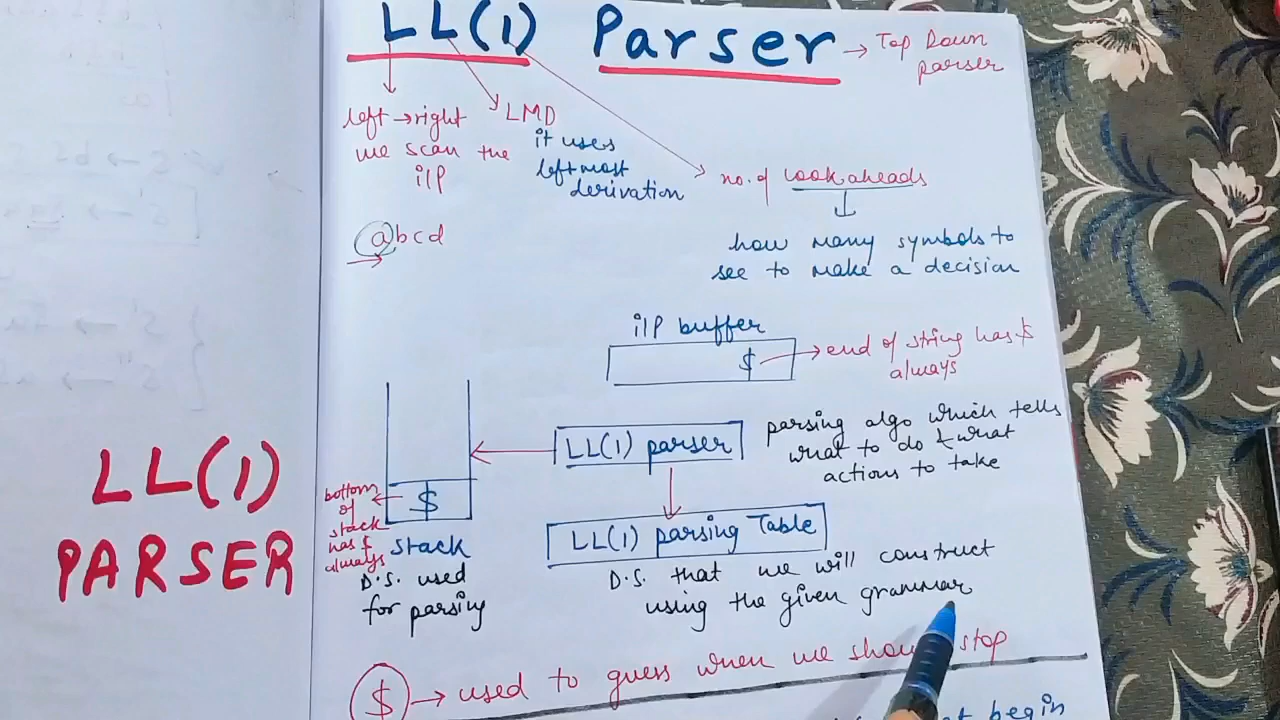 LL(1) Parser → Top Down
parser
left → right
we scan the
i/p
LMD
it uses
leftmost
derivation
no. of look aheads
how many symbols to
see to make a decision
abcd
i/p buffer
$ → end of string has $
always
LL(1) parser
parsing algo which tells
what to do & what
actions to take
LL(1) parsing Table
D.S. that we will construct
using the given grammar
$
bottom
of
stack
has $
always
stack
D.S. used
for parsing
LL(1)
PARSER
$ → used to guess when we stop
begin